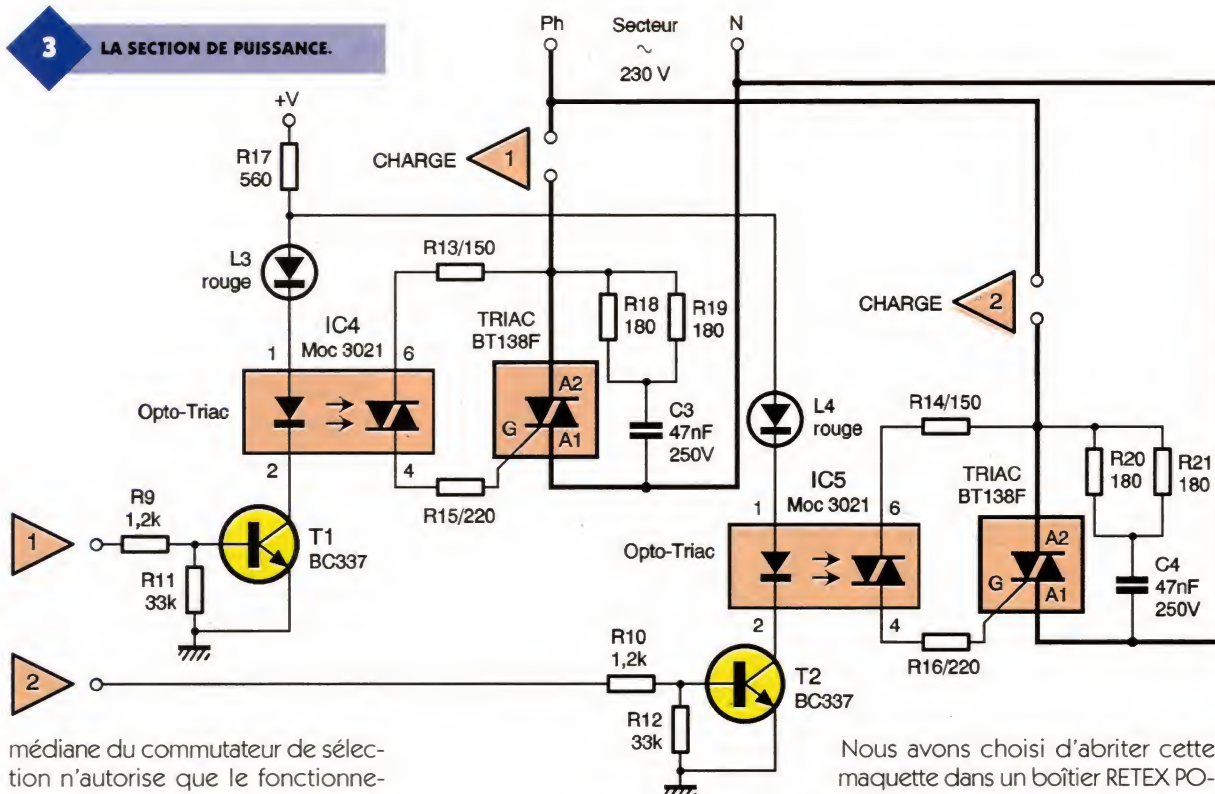 3 LA SECTION DE PUISSANCE.
Ph
Secteur
~
230 V
N
+V
R17
560
CHARGE
1
L3
rouge
R13/150
R18
180
R19
180
IC4
Moc 3021
1
6
TRIAC
BT138F
A2
G
A1
Opto-Triac
2
4
C3
47nF
250V
R15/220
CHARGE
2
L4
rouge
R14/150
R20
180
R21
180
IC5
Moc 3021
1
6
TRIAC
BT138F
A2
G
A1
Opto-Triac
2
4
C4
47nF
250V
R16/220
1
R9
1,2k
R11
33k
T1
BC337
2
R10
1,2k
R12
33k
T2
BC337
médiane du commutateur de sélec-
tion n'autorise que le fonctionne-
Nous avons choisi d'abriter cette
maquette dans un boîtier RETEX PO-